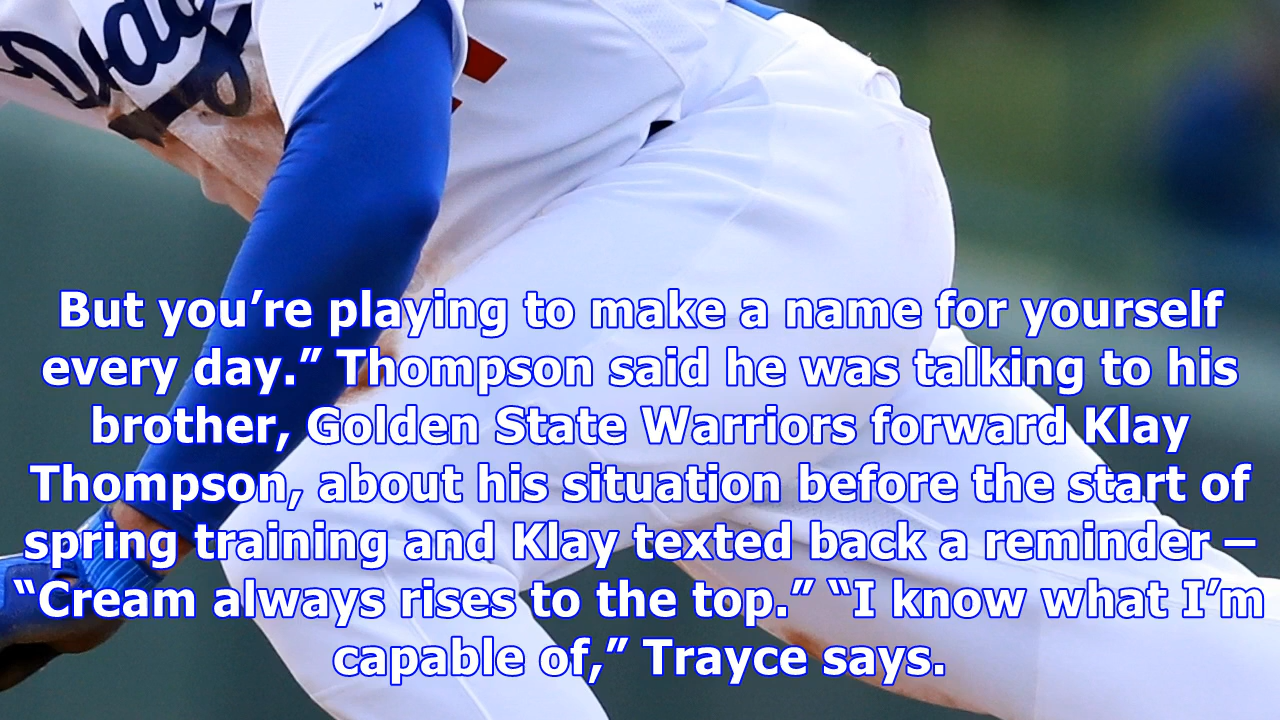 Dodg
But you’re playing to make a name for yourself
every day.” Thompson said he was talking to his
brother, Golden State Warriors forward Klay
Thompson, about his situation before the start of
spring training and Klay texted back a reminder –
“Cream always rises to the top.” “I know what I’m
capable of,” Trayce says.